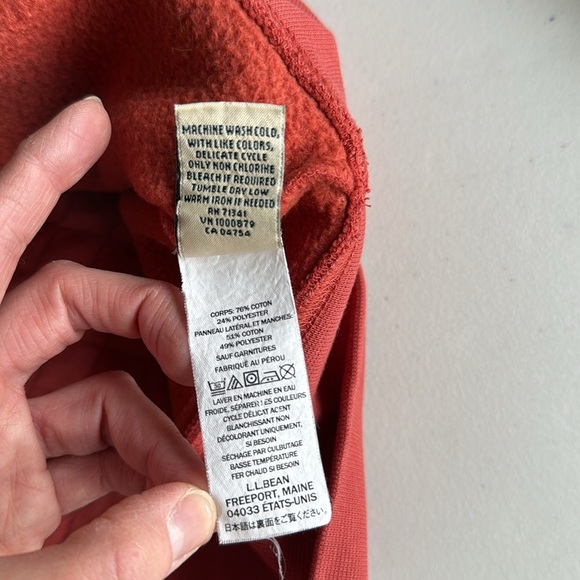 MACHINE WASH COLD,
WITH LIKE COLORS,
DELICATE CYCLE
ONLY NON CHLORINE
BLEACH IF REQUIRED
TUMBLE DRY LOW
WARM IRON IF NEEDED
RN 71341
VN 1000879
CA 04754
CORPS: 76% COTON
24% POLYESTER
PANNEAU LATÉRAL ET MANCHES:
51% COTON
49% POLYESTER
SAUF GARNITURES
FABRIQUÉ AU PÉROU
LAVER EN MACHINE EN EAU
FROIDE, SÉPARER LES COULEURS
CYCLE DÉLICAT ACT
BLANCHISSANT NON
DÉCOLORANT UNIQUEMENT,
SI BESOIN
SÉCHAGE PAR CULBUTAGE
BASSE TEMPÉRATURE
FER CHAUD SI BESOIN
L.L.BEAN
FREEPORT, MAINE
04033 ÉTATS-UNIS
日本語は裏面をご覧ください。